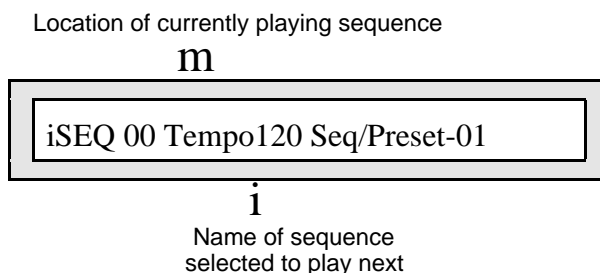 Location of currently playing sequence
m
iSEQ 00 Tempo120 Seq/Preset-01
i
Name of sequence
selected to play next